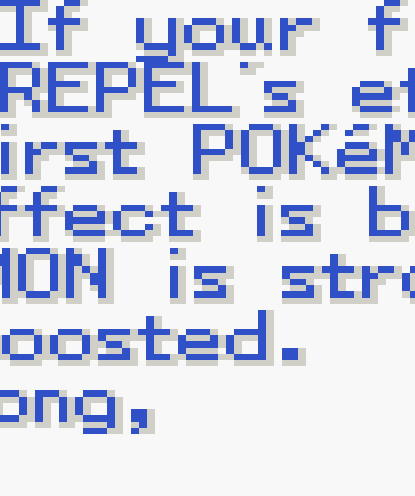 If your f
REPEL's ef
irst POKéM
ffect is b
MON is stro
oosted.
ong,